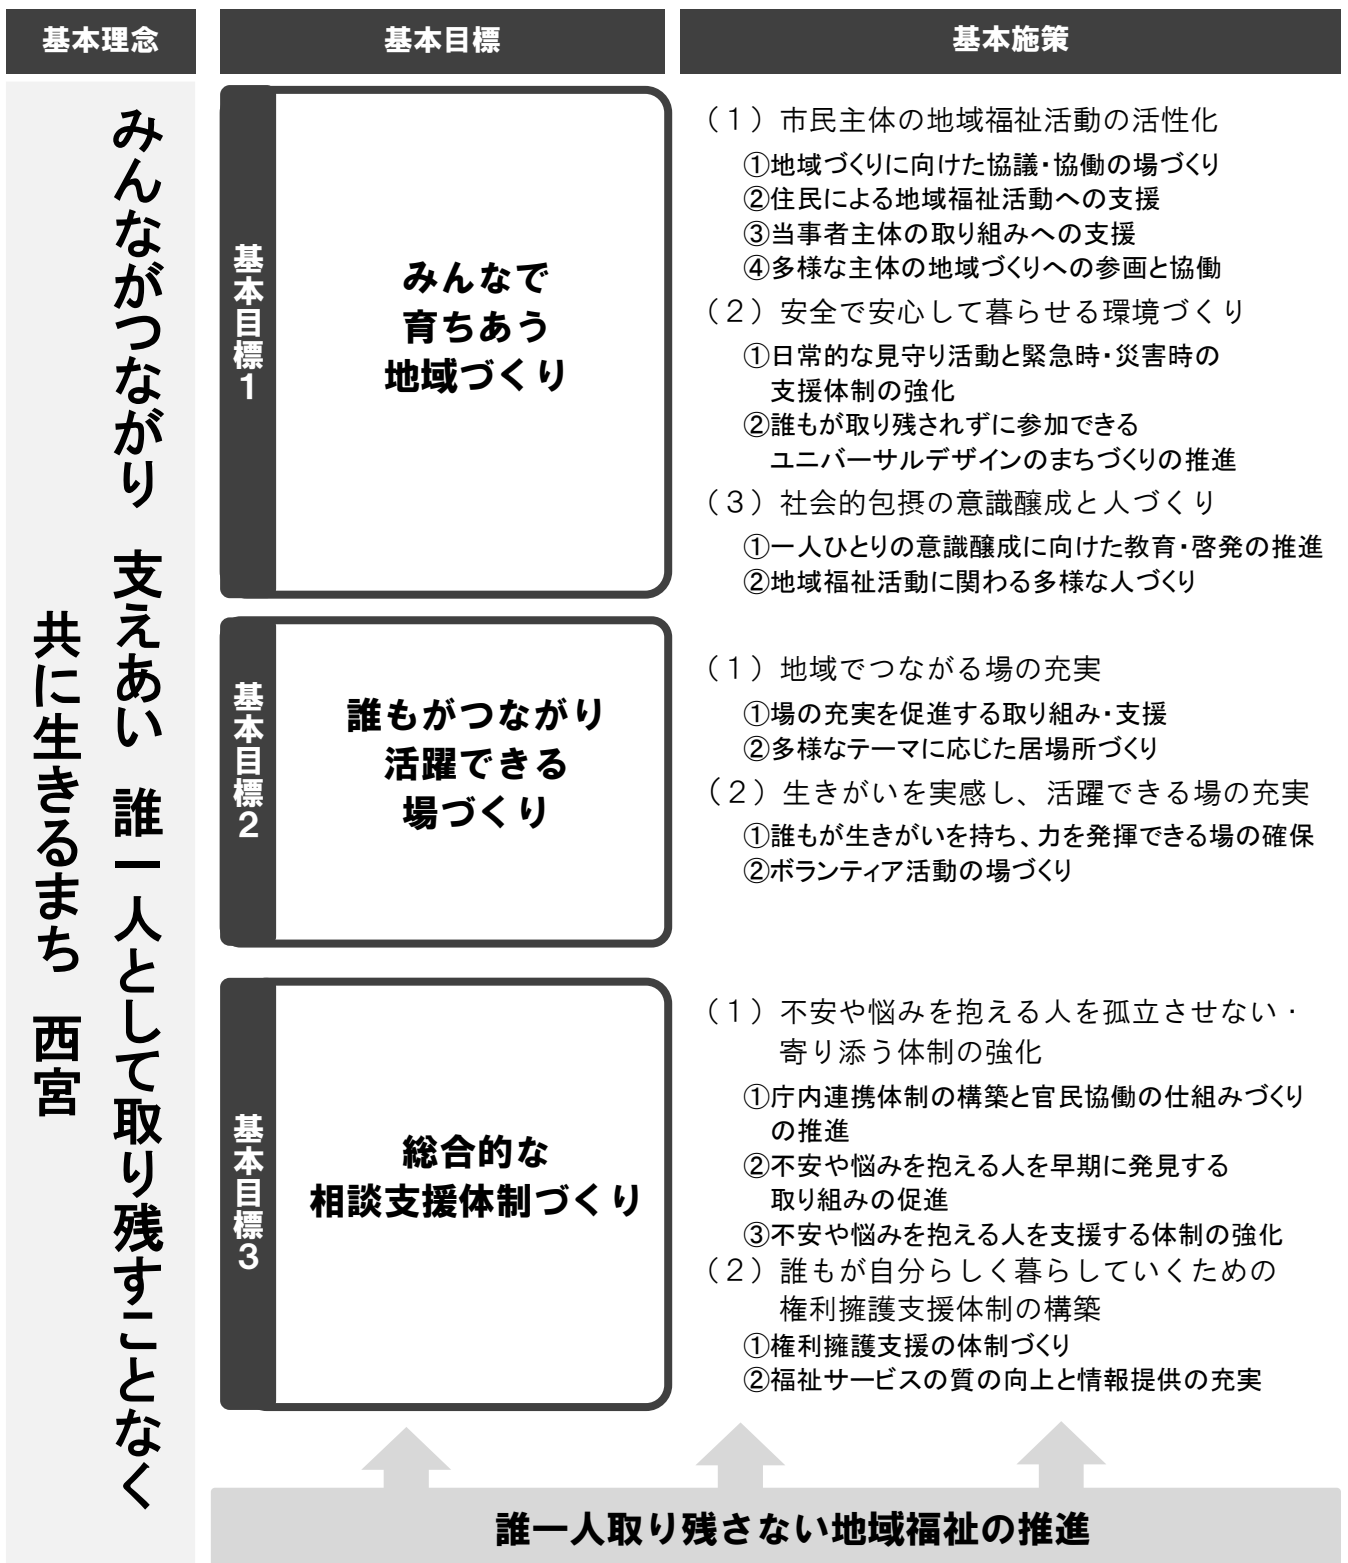 基本理念
基本目標
基本施策
みんながつながり　支えあい　誰一人として取り残すことなく
共に生きるまち　西宮
基本目標１
みんなで
育ちあう
地域づくり
（１）市民主体の地域福祉活動の活性化
①地域づくりに向けた協議・協働の場づくり
②住民による地域福祉活動への支援
③当事者主体の取り組みへの支援
④多様な主体の地域づくりへの参画と協働
（２）安全で安心して暮らせる環境づくり
①日常的な見守り活動と緊急時・災害時の
支援体制の強化
②誰もが取り残されずに参加できる
ユニバーサルデザインのまちづくりの推進
（３）社会的包摂の意識醸成と人づくり
①一人ひとりの意識醸成に向けた教育・啓発の推進
②地域福祉活動に関わる多様な人づくり
基本目標２
誰もがつながり
活躍できる
場づくり
（１）地域でつながる場の充実
①場の充実を促進する取り組み・支援
②多様なテーマに応じた居場所づくり
（２）生きがいを実感し、活躍できる場の充実
①誰もが生きがいを持ち、力を発揮できる場の確保
②ボランティア活動の場づくり
基本目標３
総合的な
相談支援体制づくり
（１）不安や悩みを抱える人を孤立させない・
寄り添う体制の強化
①庁内連携体制の構築と官民協働の仕組みづくり
の推進
②不安や悩みを抱える人を早期に発見する
取り組みの促進
③不安や悩みを抱える人を支援する体制の強化
（２）誰もが自分らしく暮らしていくための
権利擁護支援体制の構築
①権利擁護支援の体制づくり
②福祉サービスの質の向上と情報提供の充実
誰一人取り残さない地域福祉の推進